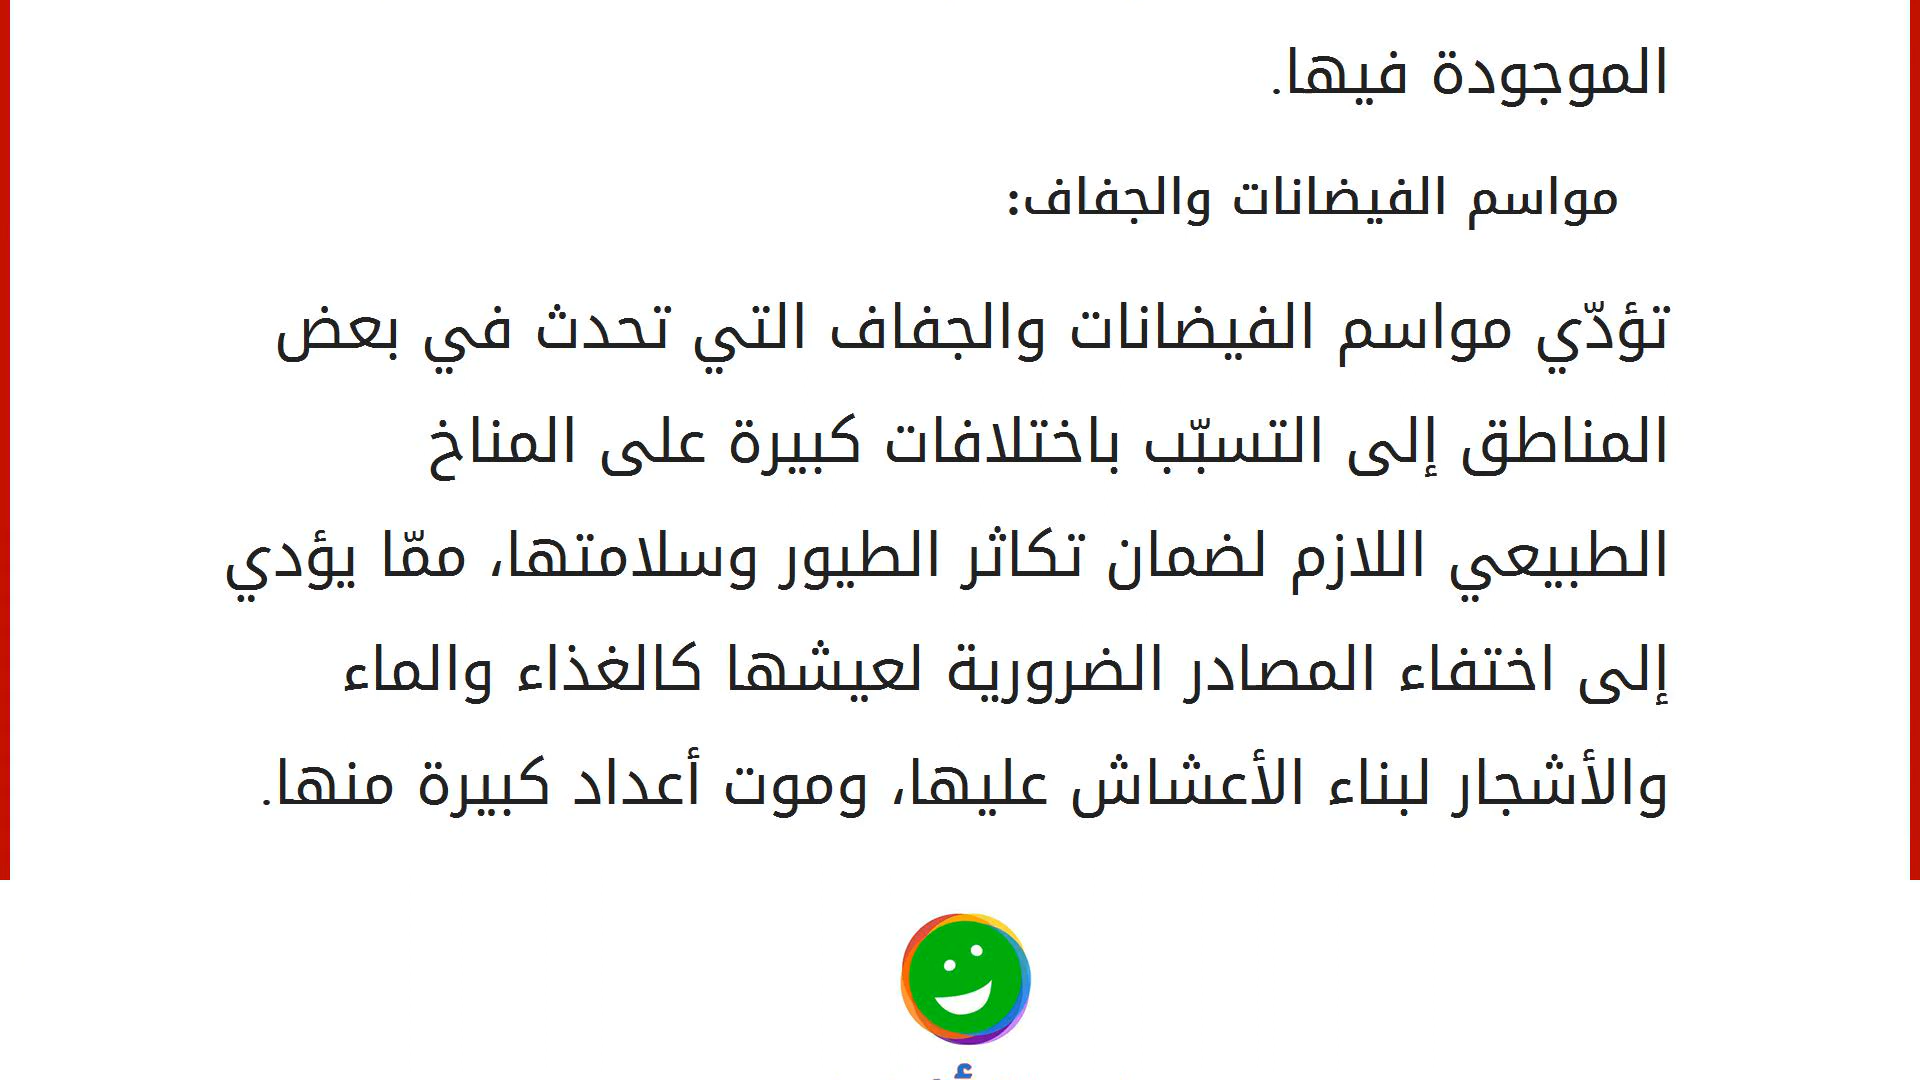 الموجودة فيها.
مواسم الفيضانات والجفاف:
تؤدّي مواسم الفيضانات والجفاف التي تحدث في بعض
المناطق إلى التسبّب باختلافات كبيرة على المناخ
الطبيعي اللازم لضمان تكاثر الطيور وسلامتها، ممّا يؤدي
إلى اختفاء المصادر الضرورية لعيشها كالغذاء والماء
والأشجار لبناء الأعشاش عليها، وموت أعداد كبيرة منها.